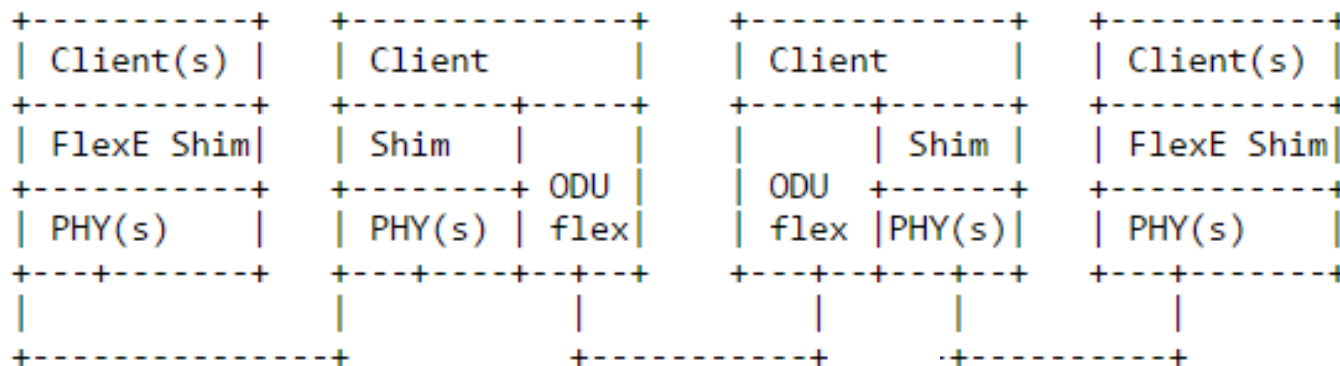 +-----------+   +--------------+    +-------------+   +-----------+
| Client(s) |   | Client       |    | Client      |   | Client(s) |
+-----------+   +--------+-----+    +------+------+   +-----------+
| FlexE Shim|   | Shim   |     |    |      | Shim |   | FlexE Shim|
+-----------+   +--------+ ODU |    | ODU  +------+   +-----------+
| PHY(s)    |   | PHY(s) | flex|    | flex |PHY(s)|   | PHY(s)    |
+---+-------+   +---+----+--+--+    +---+--+---+--+   +---+-------+
|               |           |           |      |          |
+---------------+           +-----------+     -+----------+